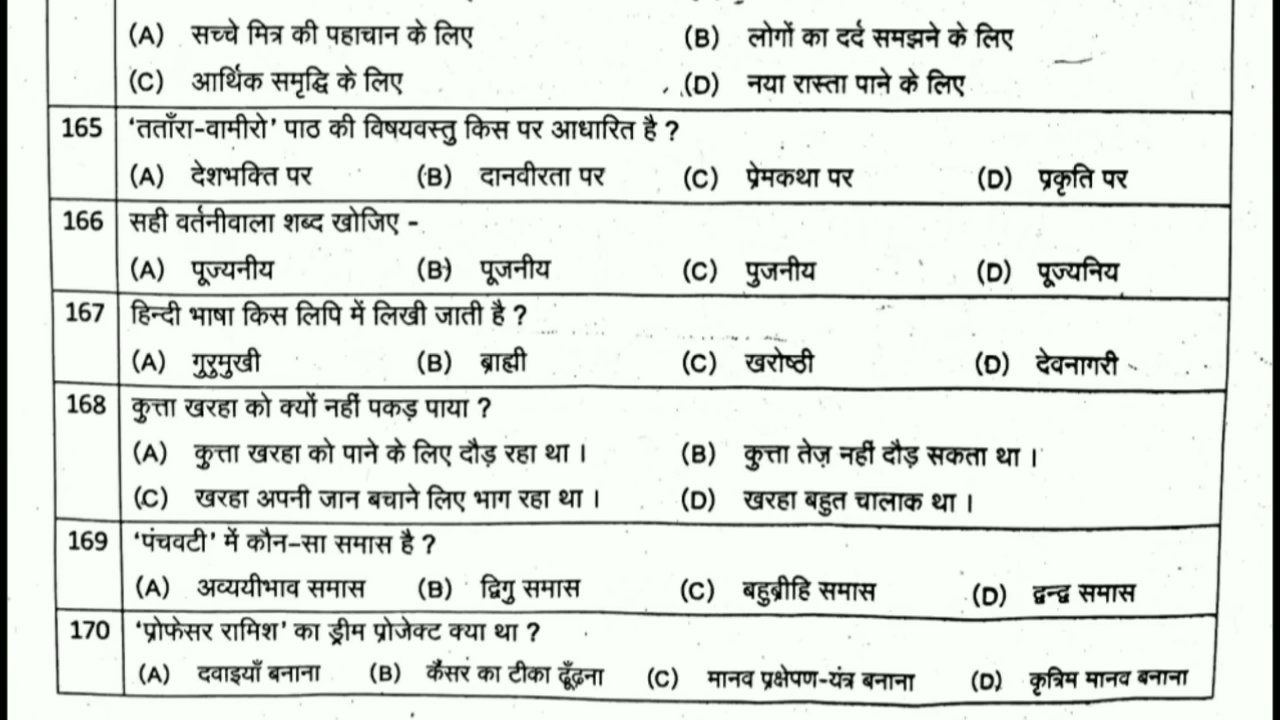 (A) सच्चे मित्र की पहाचान के लिए (B) लोगों का दर्द समझने के लिए
(C) आर्थिक समृद्धि के लिए (D) नया रास्ता पाने के लिए
165 ‘तताँरा-वामीरो’ पाठ की विषयवस्तु किस पर आधारित है ?
(A) देशभक्ति पर (B) दानवीरता पर (C) प्रेमकथा पर (D) प्रकृति पर
166 सही वर्तनीवाला शब्द खोजिए -
(A) पूज्यनीय (B) पूजनीय (C) पुजनीय (D) पूज्यनिय
167 हिन्दी भाषा किस लिपि में लिखी जाती है ?
(A) गुरुमुखी (B) ब्राह्मी (C) खरोष्ठी (D) देवनागरी
168 कुत्ता खरहा को क्यों नहीं पकड़ पाया ?
(A) कुत्ता खरहा को पाने के लिए दौड़ रहा था । (B) कुत्ता तेज़ नहीं दौड़ सकता था ।
(C) खरहा अपनी जान बचाने लिए भाग रहा था । (D) खरहा बहुत चालाक था ।
169 ‘पंचवटी’ में कौन-सा समास है ?
(A) अव्ययीभाव समास (B) द्विगु समास (C) बहुब्रीहि समास (D) द्वन्द्व समास
170 ‘प्रोफेसर रामिश’ का ड्रीम प्रोजेक्ट क्या था ?
(A) दवाइयाँ बनाना (B) कैंसर का टीका ढूँढ़ना (C) मानव प्रक्षेपण-यंत्र बनाना (D) कृत्रिम मानव बनाना